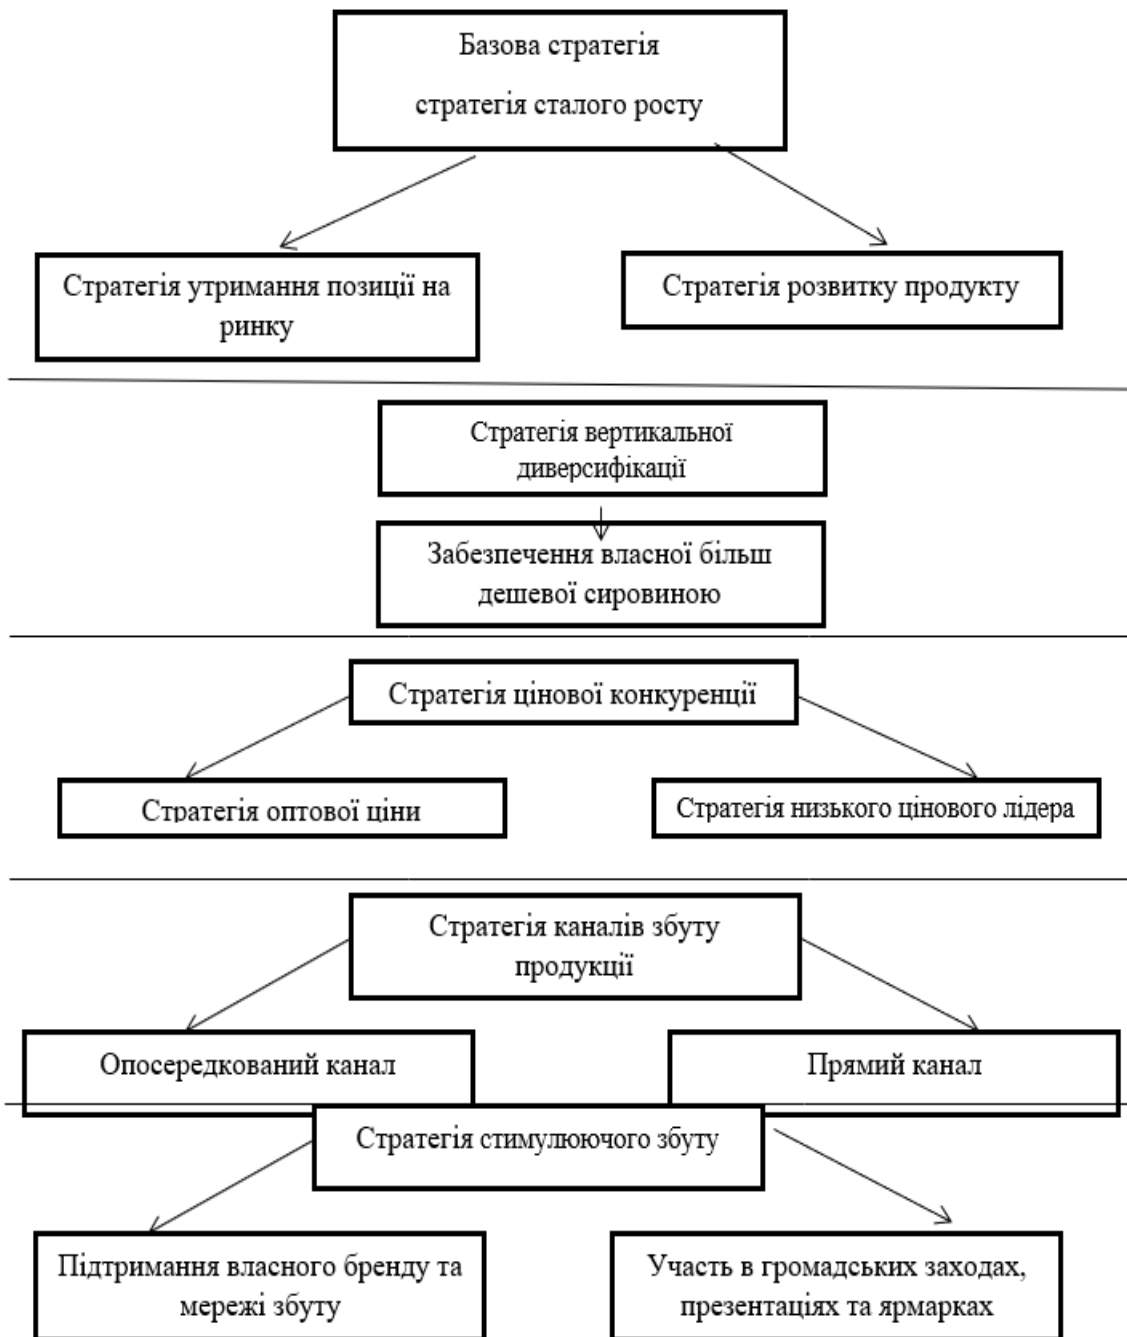 Базова стратегія
стратегія сталого росту
Стратегія утримання позиції на
ринку
Стратегія розвитку продукту
Стратегія вертикальної
диверсифікації
Забезпечення власної більш
дешевої сировиною
Стратегія цінової конкуренції
Стратегія оптової ціни
Стратегія низького цінового лідера
Стратегія каналів збуту
продукції
Опосередкований канал
Прямий канал
Стратегія стимулюючого збуту
Підтримання власного бренду та
мережі збуту
Участь в громадських заходах,
презентаціях та ярмарках